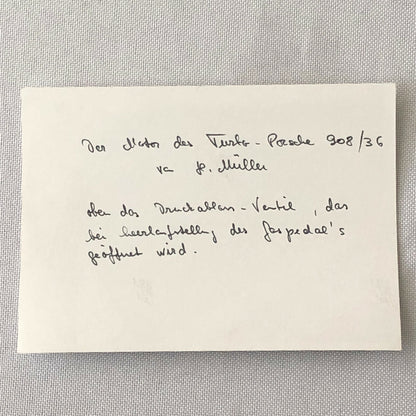 Der Motor des Turbo-Porsche 908/36
von H. Müller
oben das Druckablass-Ventil, das
bei Leerlaufstellung des Gaspedal's
geöffnet wird.